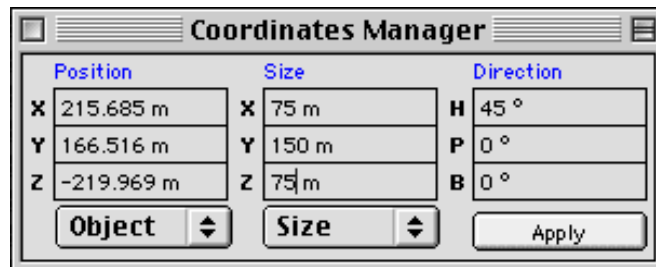 Coordinates Manager
Position Size Direction
X 215.685 m X 75 m H 45 °
Y 166.516 m Y 150 m P 0 °
Z -219.969 m Z 75 m B 0 °
Object Size Apply